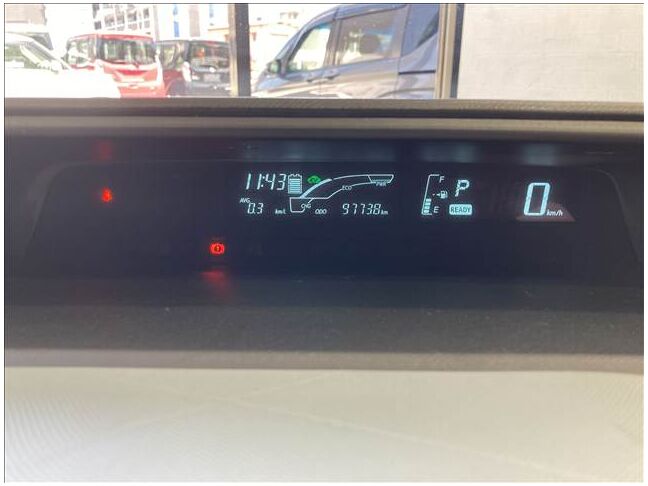 11:43
ECO
PWR
AVG
0.3 km/L
CHG
ODO 97738 km
F
P
E
READY
0 km/h